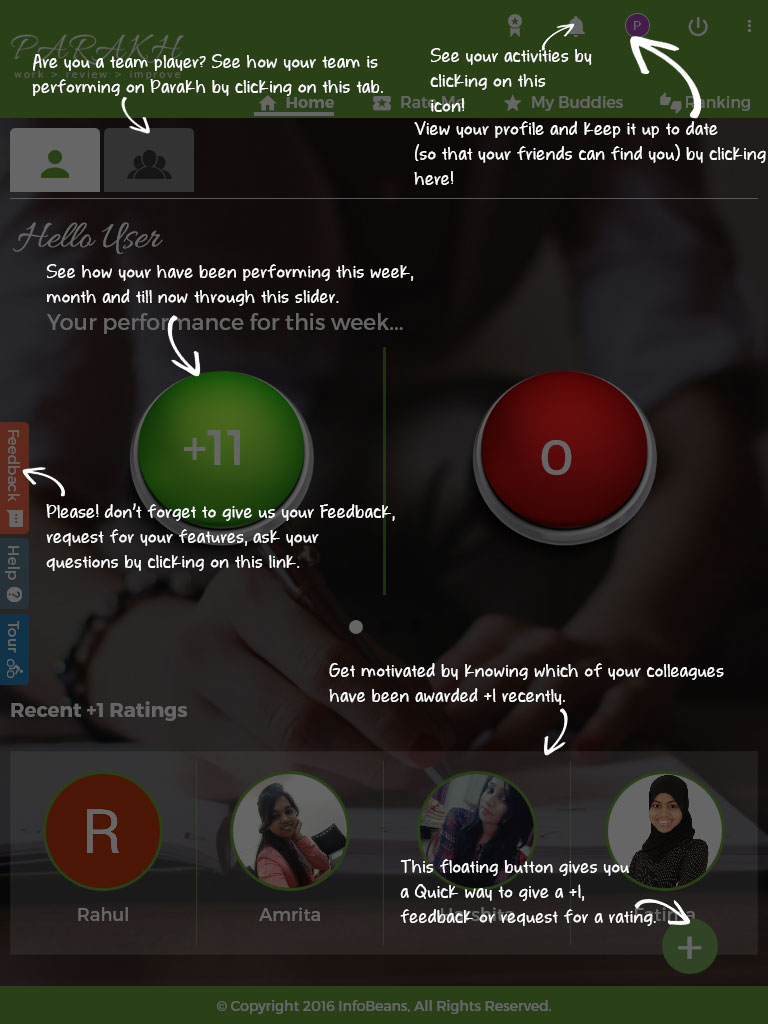 PARAKH
work > review > improve
P
Are you a team player? See how your team is
performing on Parakh by clicking on this tab.
See your activities by
clicking on this
icon!
Home
Rate Me
My Buddies
Ranking
View your profile and keep it up to date
(so that your friends can find you) by clicking
here!
Hello User
See how your have been performing this week,
month and till now through this slider.
Your performance for this week...
+11
0
Feedback
Please! don't forget to give us your Feedback,
request for your features, ask your
questions by clicking on this link.
Help
Tour
Get motivated by knowing which of your colleagues
have been awarded +1 recently.
Recent +1 Ratings
R
This floating button gives you
a Quick way to give a +1,
feedback or request for a rating.
Rahul
Amrita
Harshita
Fatima
+
© Copyright 2016 InfoBeans, All Rights Reserved.